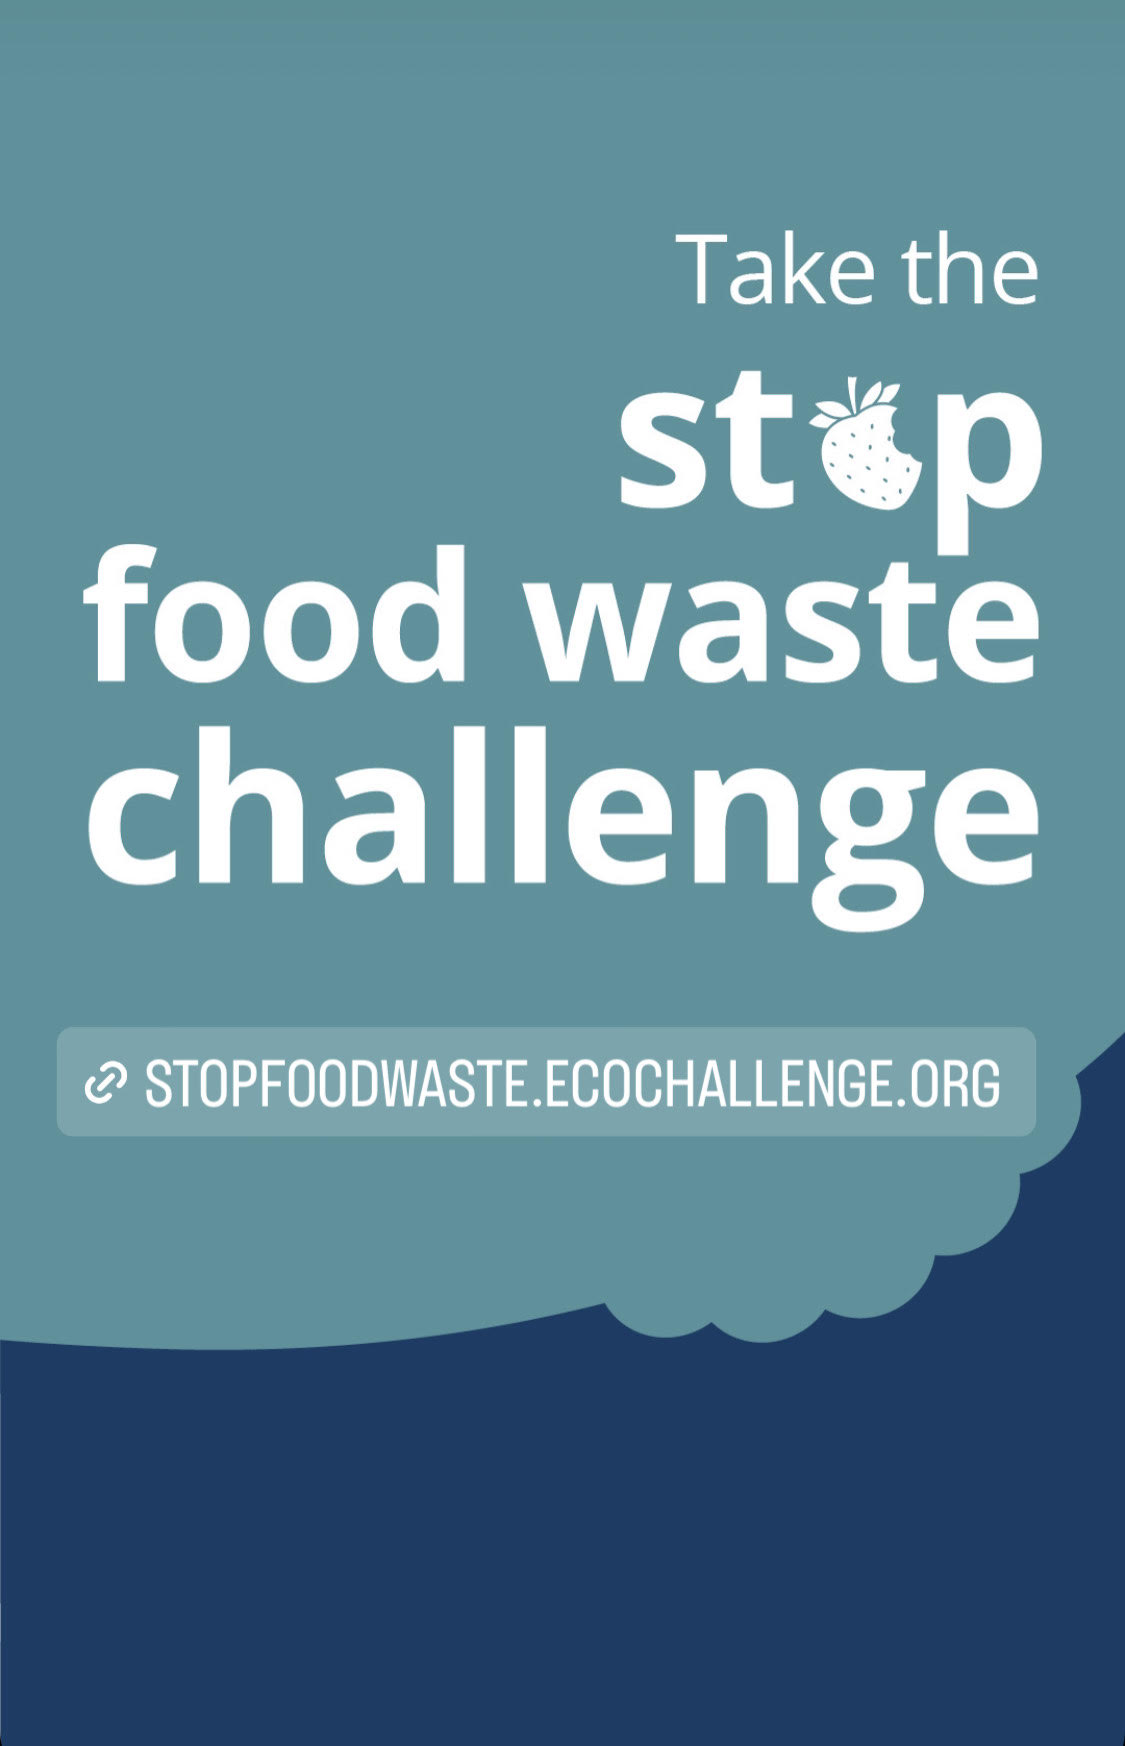 Take the
stop
food waste
challenge
STOPFOODWASTE.ECOCHALLENGE.ORG